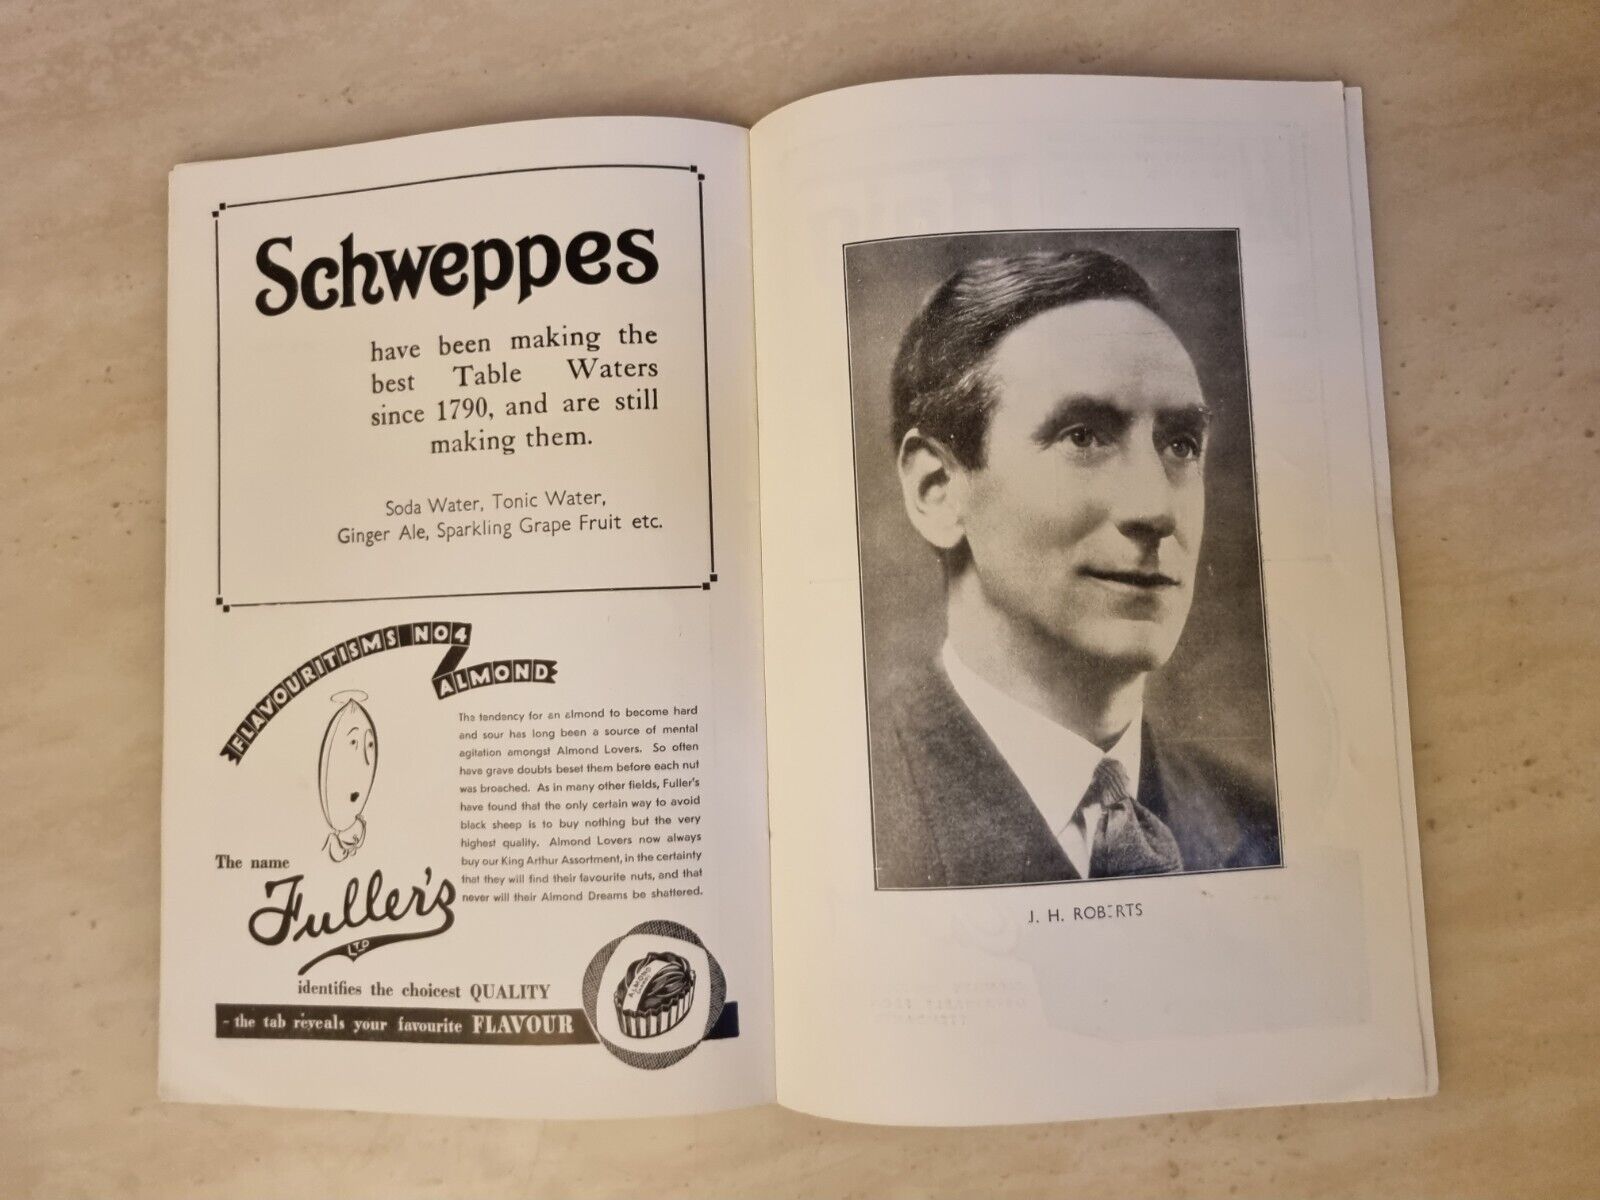 Schweppes
have been making the
best Table Waters
since 1790, and are still
making them.
Soda Water, Tonic Water,
Ginger Ale, Sparkling Grape Fruit etc.
FLAVOURITISMS NO 4
ALMOND
The tendency for an almond to become hard
and sour has long been a source of mental
agitation amongst Almond Lovers. So often
have grave doubts beset them before each nut
was broached. As in many other fields, Fuller's
have found that the only certain way to avoid
black sheep is to buy nothing but the very
highest quality. Almond Lovers now always
buy our King Arthur Assortment, in the certainty
that they will find their favourite nuts, and that
never will their Almond Dreams be shattered.
The name
Fuller's
LTD
identifies the choicest QUALITY
- the tab reveals your favourite FLAVOUR
ALMOND
J. H. ROBERTS